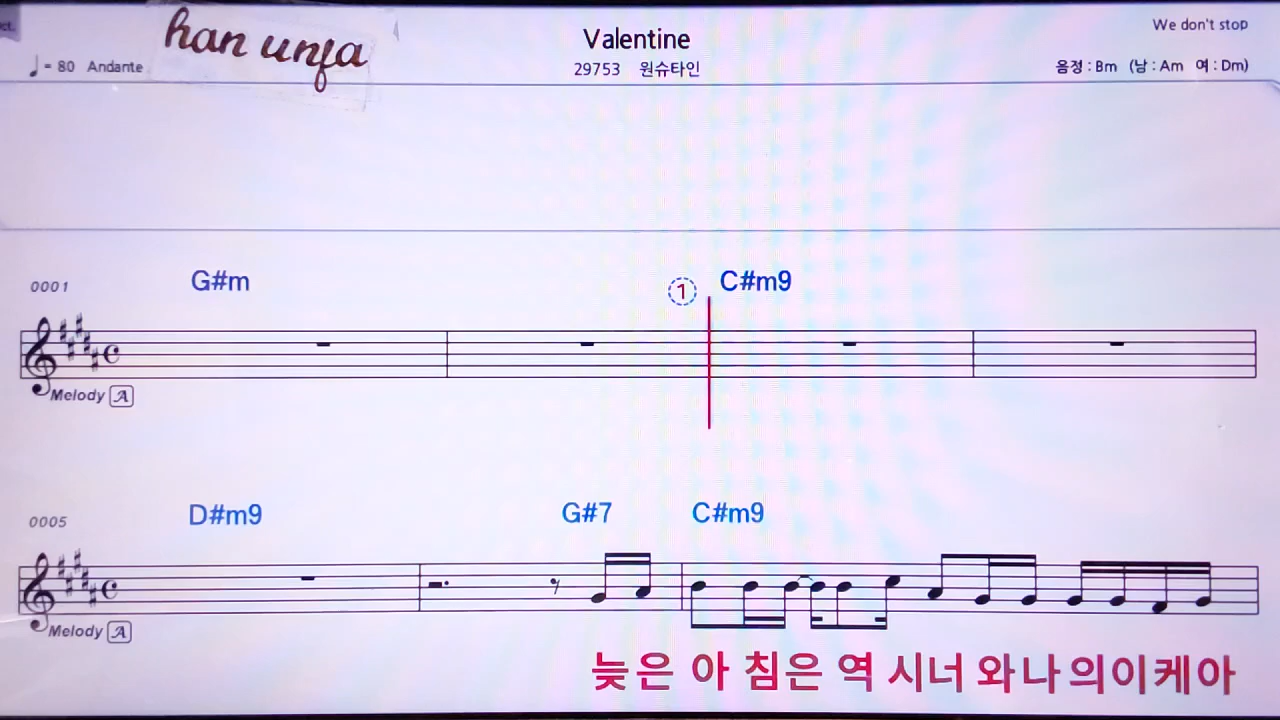 ct.
han unfa
Valentine
We don't stop
♩= 80 Andante
29753 원슈타인
음정 : Bm (남 : Am 여 : Dm)
0001 G#m ① C#m9
Melody A
0005 D#m9 G#7 C#m9
Melody A
늦은 아 침은 역 시너 와나의이케아